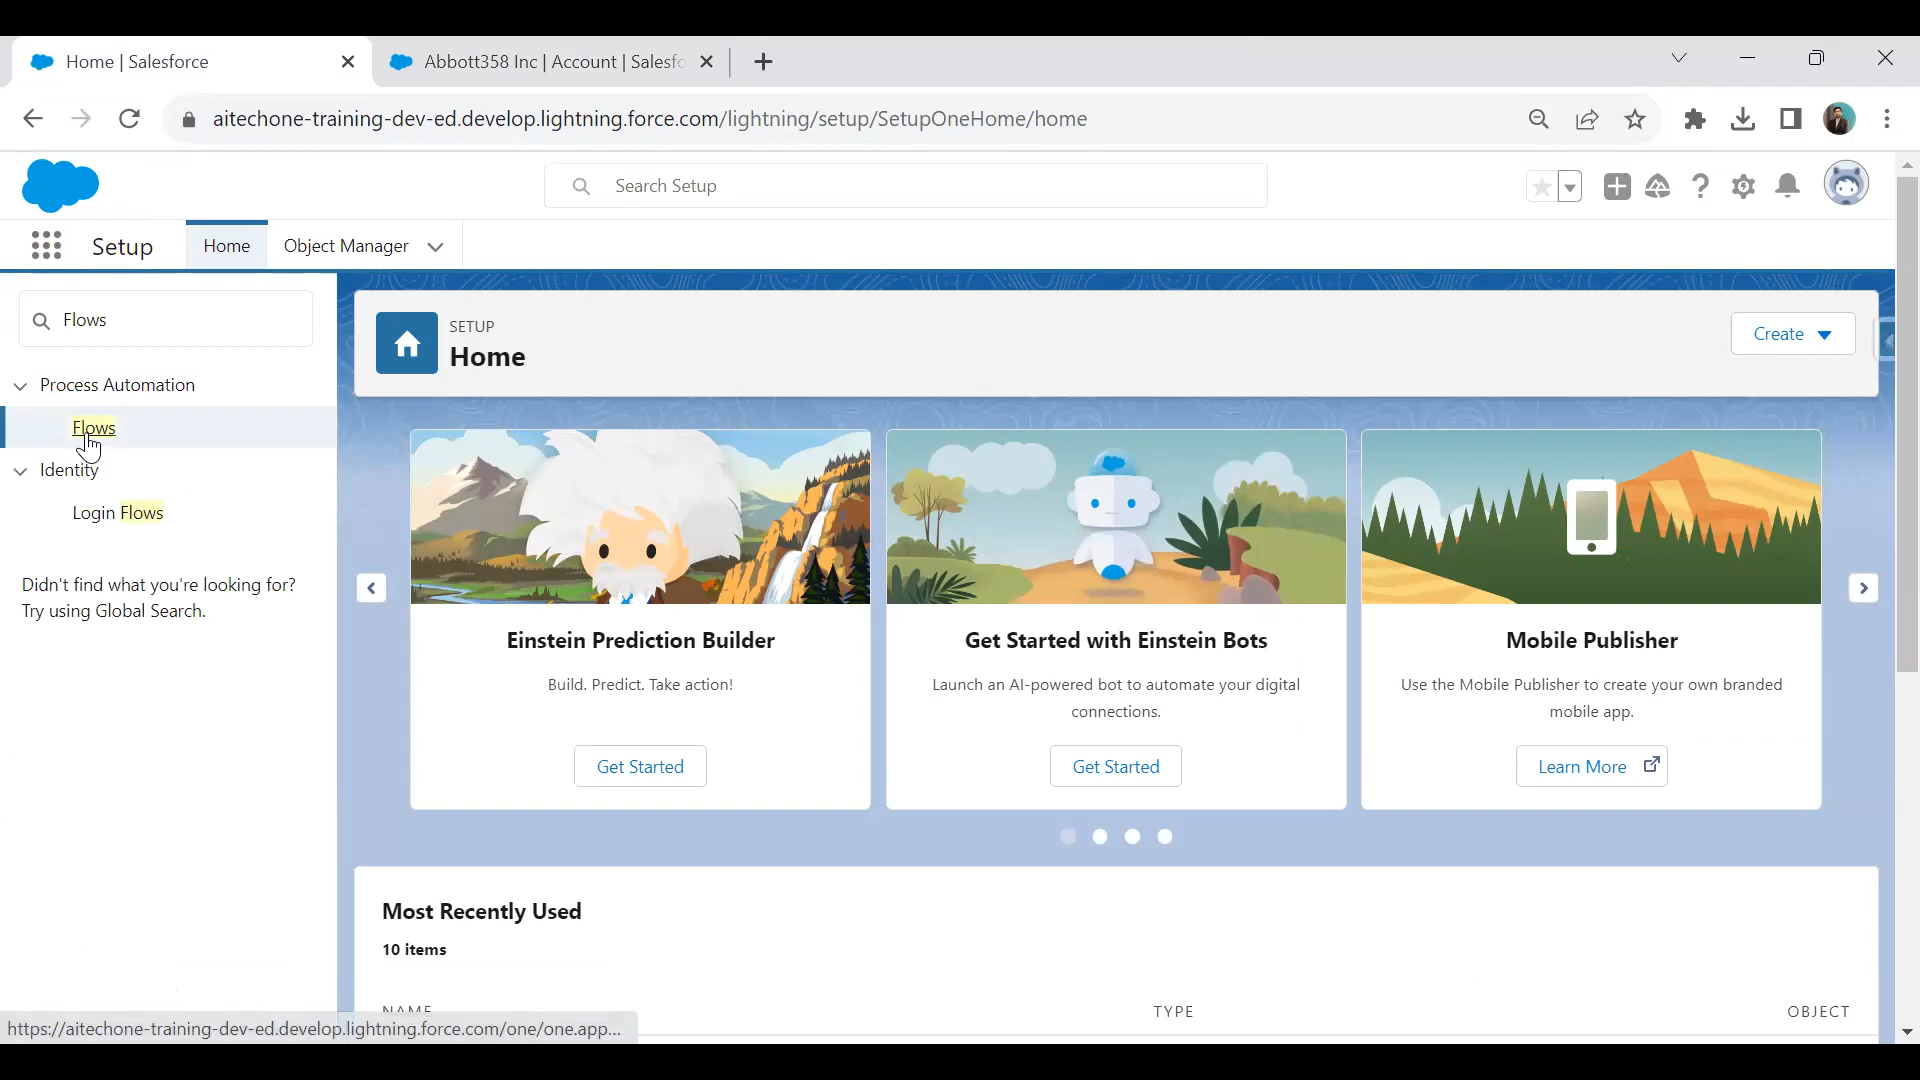 Home | Salesforce
Abbott358 Inc | Account | Salesfo
aitechone-training-dev-ed.develop.lightning.force.com/lightning/setup/SetupOneHome/home
Search Setup
Setup
Home
Object Manager
Flows
Process Automation
Flows
Identity
Login Flows
Didn't find what you're looking for?
Try using Global Search.
SETUP
Home
Create
Einstein Prediction Builder
Build. Predict. Take action!
Get Started
Get Started with Einstein Bots
Launch an AI-powered bot to automate your digital
connections.
Get Started
Mobile Publisher
Use the Mobile Publisher to create your own branded
mobile app.
Learn More
Most Recently Used
10 items
NAME
TYPE
OBJECT
https://aitechone-training-dev-ed.develop.lightning.force.com/one/one.app...